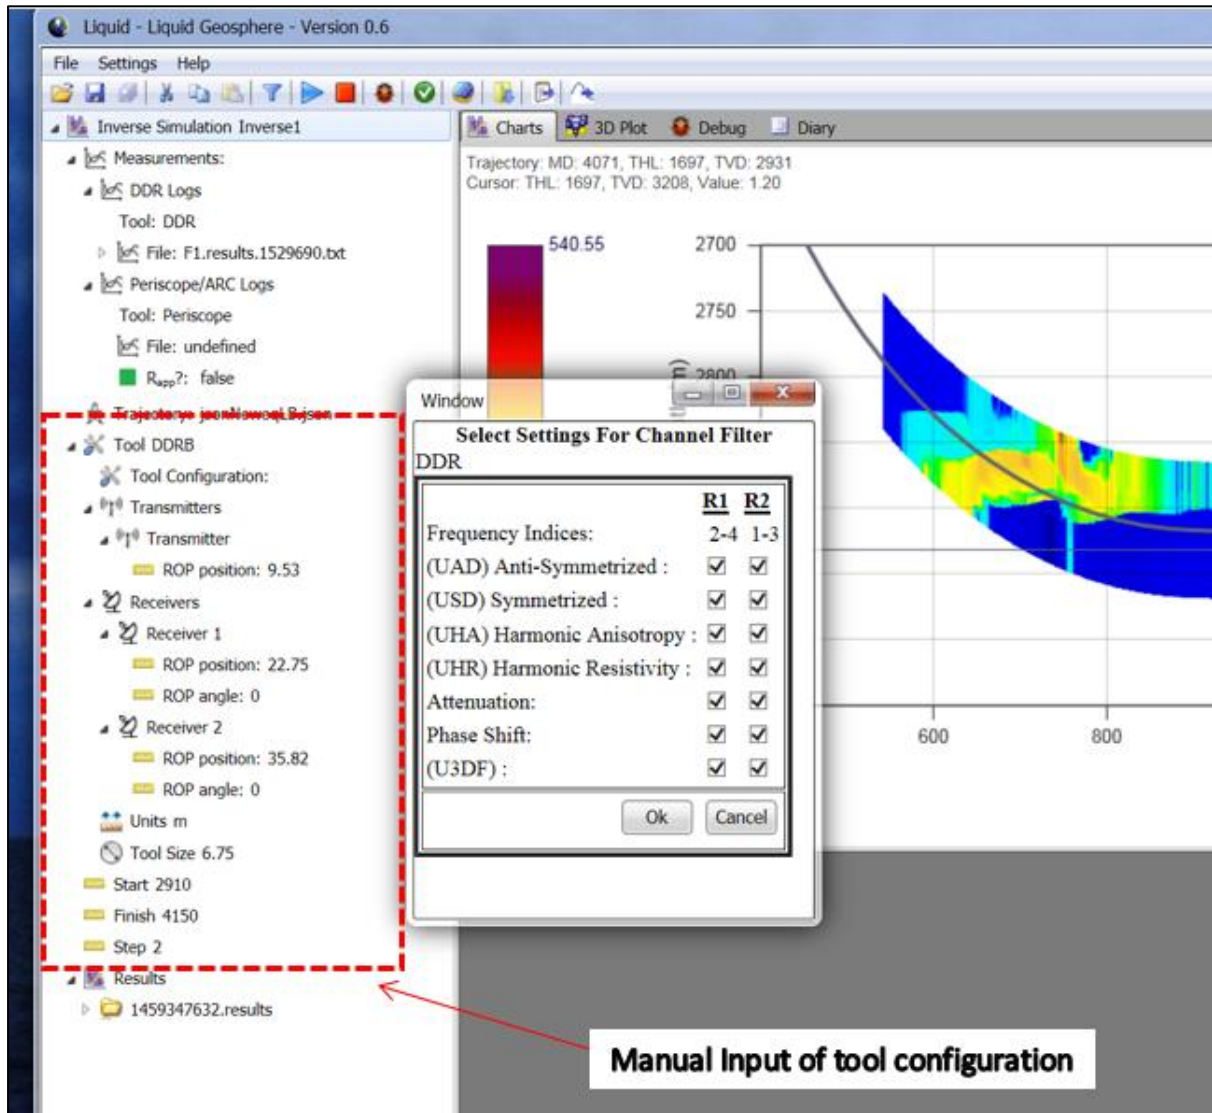 Liquid - Liquid Geosphere - Version 0.6
File Settings Help
Inverse Simulation Inverse1
Measurements:
DDR Logs
Tool: DDR
File: F1.results.1529690.txt
Periscope/ARC Logs
Tool: Periscope
File: undefined
Rapp?: false
Tool DDRB
Tool Configuration:
Transmitters
Transmitter
ROP position: 9.53
Receivers
Receiver 1
ROP position: 22.75
ROP angle: 0
Receiver 2
ROP position: 35.82
ROP angle: 0
Units m
Tool Size 6.75
Start 2910
Finish 4150
Step 2
Results
1459347632.results
Charts 3D Plot Debug Diary
Trajectory: MD: 4071, THL: 1697, TVD: 2931
Cursor: THL: 1697, TVD: 3208, Value: 1.20
540.55
2700
2750
2800
600 800
Window
Select Settings For Channel Filter
DDR
R1 R2
Frequency Indices: 2-4 1-3
(UAD) Anti-Symmetrized :
(USD) Symmetrized :
(UHA) Harmonic Anisotropy :
(UHR) Harmonic Resistivity :
Attenuation:
Phase Shift:
(U3DF) :
Ok Cancel
Manual Input of tool configuration